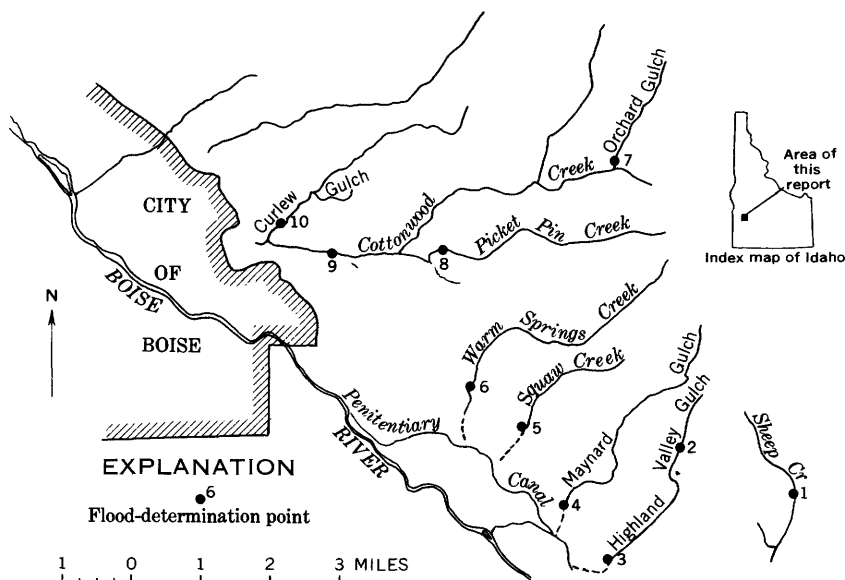 Orchard Gulch
7
Area of
this
report
Index map of Idaho
CITY
OF
BOISE
Curlew Gulch
10
Cottonwood Creek
9
8
Picket Pin Creek
BOISE RIVER
N
Warm Springs Creek
6
Squaw Creek
5
Penitentiary Canal
Maynard Gulch
4
Highland Valley Gulch
2
3
Sheep Cr
1
EXPLANATION
6
Flood-determination point
1 0 1 2 3 MILES